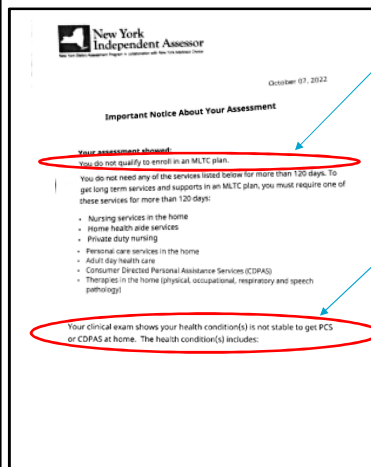 New York
Independent Assessor
October 07, 2022
Important Notice About Your Assessment
Your assessment showed:
You do not qualify to enroll in an MLTC plan.
You do not need any of the services listed below for more than 120 days. To
get long term services and supports in an MLTC plan, you must require one of
these services for more than 120 days:
• Nursing services in the home
• Home health aide services
• Private duty nursing
• Personal care services in the home
• Adult day health care
• Consumer Directed Personal Assistance Services (CDPAS)
• Therapies in the home (physical, occupational, respiratory and speech
pathology)
Your clinical exam shows your health condition(s) is not stable to get PCS
or CDPAS at home. The health condition(s) includes: